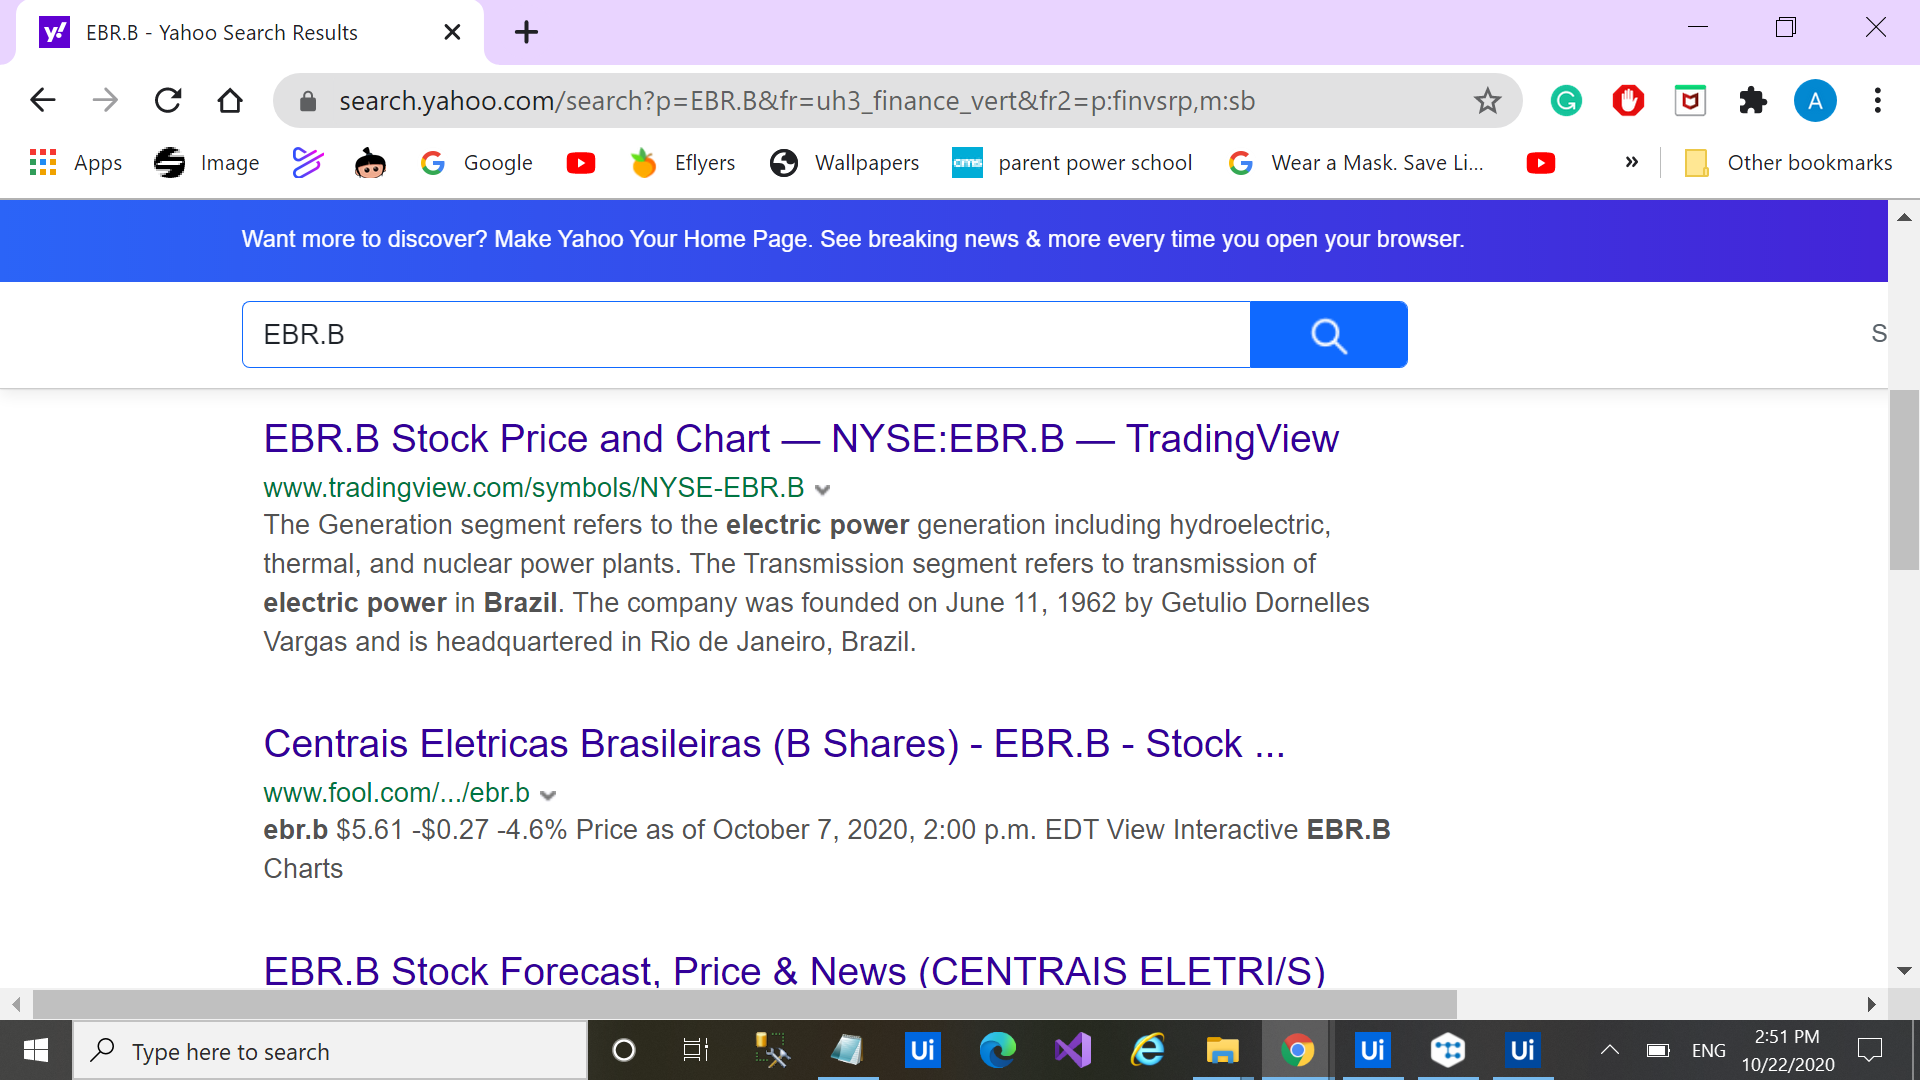 EBR.B - Yahoo Search Results
search.yahoo.com/search?p=EBR.B&fr=uh3_finance_vert&fr2=p:finvsrp,m:sb
A
Apps Image Google Eflyers Wallpapers cms parent power school Wear a Mask. Save Li... » Other bookmarks
Want more to discover? Make Yahoo Your Home Page. See breaking news & more every time you open your browser.
EBR.B
S
EBR.B Stock Price and Chart — NYSE:EBR.B — TradingView
www.tradingview.com/symbols/NYSE-EBR.B
The Generation segment refers to the electric power generation including hydroelectric,
thermal, and nuclear power plants. The Transmission segment refers to transmission of
electric power in Brazil. The company was founded on June 11, 1962 by Getulio Dornelles
Vargas and is headquartered in Rio de Janeiro, Brazil.
Centrais Eletricas Brasileiras (B Shares) - EBR.B - Stock ...
www.fool.com/.../ebr.b
ebr.b $5.61 -$0.27 -4.6% Price as of October 7, 2020, 2:00 p.m. EDT View Interactive EBR.B
Charts
EBR.B Stock Forecast, Price & News (CENTRAIS ELETRI/S)
Type here to search
Ui
Ui
Ui
ENG
2:51 PM
10/22/2020